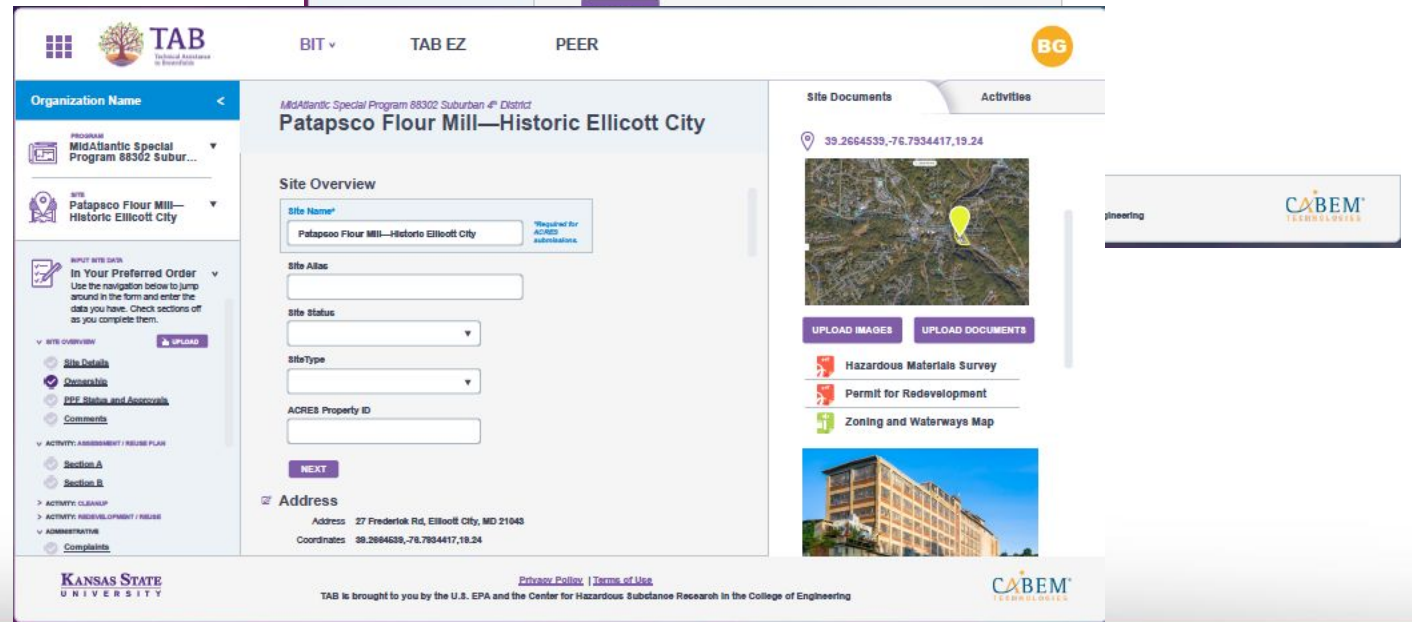 TAB
Technical Assistance
to Brownfields
BIT
TAB EZ
PEER
BG
Organization Name <
PROGRAM
MidAtlantic Special
Program 88302 Subur...
SITE
Patapsco Flour Mill—
Historic Ellicott City
INPUT SITE DATA
In Your Preferred Order
Use the navigation below to jump
around in the form and enter the
data you have. Check sections off
as you complete them.
SITE OVERVIEW
UPLOAD
Site Details
Ownership
PPF Status and Approvals
Comments
ACTIVITY: ASSESSMENT / REUSE PLAN
Section A
Section B
> ACTIVITY: CLEANUP
> ACTIVITY: REDEVELOPMENT / REUSE
ADMINISTRATIVE
Complaints
MidAtlantic Special Program 88302 Suburban 4th District
Patapsco Flour Mill—Historic Ellicott City
Site Overview
Site Name*
Patapsco Flour Mill—Historic Ellicott City
*Required for
ACRES
submissions.
Site Alias
Site Status
SiteType
ACRES Property ID
NEXT
Address
Address 27 Frederick Rd, Ellicott City, MD 21043
Coordinates 39.2664539,-76.7934417,19.24
Site Documents
Activities
39.2664539,-76.7934417,19.24
UPLOAD IMAGES
UPLOAD DOCUMENTS
Hazardous Materials Survey
Permit for Redevelopment
Zoning and Waterways Map
KANSAS STATE
UNIVERSITY
Privacy Policy | Terms of Use
TAB is brought to you by the U.S. EPA and the Center for Hazardous Substance Research in the College of Engineering
CABEM
TECHNOLOGIES
gineering
CABEM
TECHNOLOGIES